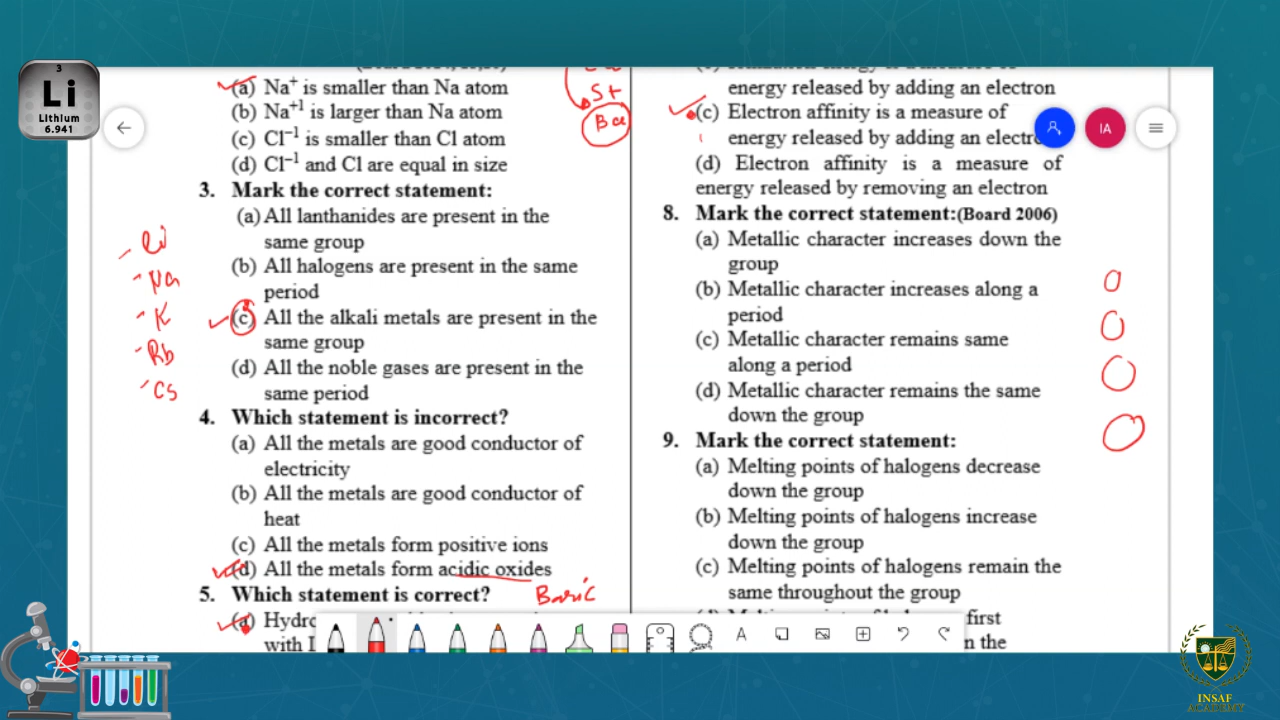 3
Li
Lithium
6.941
(a) Na+ is smaller than Na atom
(b) Na+1 is larger than Na atom
(c) Cl−1 is smaller than Cl atom
(d) Cl−1 and Cl are equal in size
3. Mark the correct statement:
(a) All lanthanides are present in the
same group
(b) All halogens are present in the same
period
(c) All the alkali metals are present in the
same group
(d) All the noble gases are present in the
same period
4. Which statement is incorrect?
(a) All the metals are good conductor of
electricity
(b) All the metals are good conductor of
heat
(c) All the metals form positive ions
(d) All the metals form acidic oxides
Basic
5. Which statement is correct?
(a) Hydro
with
Li
Na
K
Rb
Cs
Sr
Ba
energy released by adding an electron
(c) Electron affinity is a measure of
energy released by adding an electro
(d) Electron affinity is a measure of
energy released by removing an electron
8. Mark the correct statement:(Board 2006)
(a) Metallic character increases down the
group
(b) Metallic character increases along a
period
(c) Metallic character remains same
along a period
(d) Metallic character remains the same
down the group
9. Mark the correct statement:
(a) Melting points of halogens decrease
down the group
(b) Melting points of halogens increase
down the group
(c) Melting points of halogens remain the
same throughout the group
first
n the
IA
A
INSAF
ACADEMY